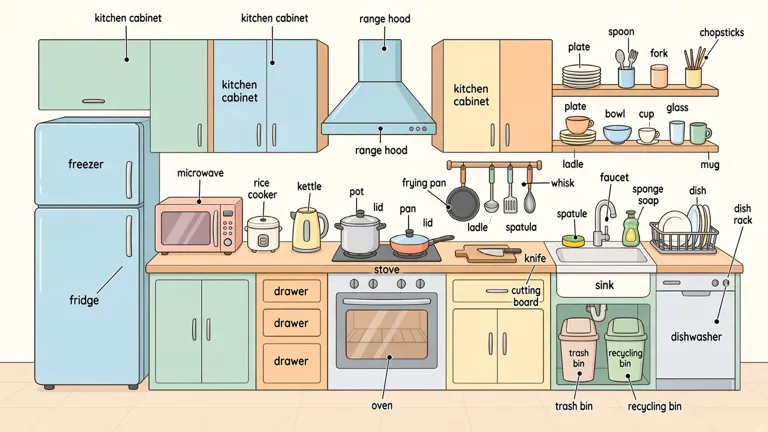 kitchen cabinet
kitchen cabinet
range hood
spoon
chopsticks
plate
fork
kitchen
cabinet
kitchen
cabinet
plate
bowl
cup
glass
range hood
ladle
mug
freezer
microwave
rice
cooker
kettle
pot
lid
frying pan
whisk
faucet
sponge
soap
dish
pan
lid
ladle
spatula
spatule
dish
rack
knife
stove
fridge
drawer
cutting
board
sink
drawer
dishwasher
drawer
trash
bin
recycling
bin
oven
trash bin
recycling bin